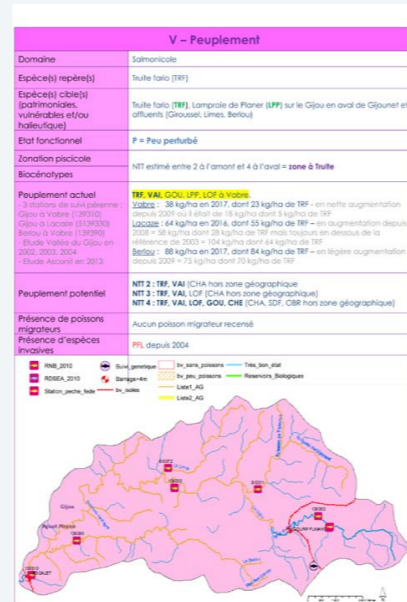 V – Peuplement
Domaine
Salmonicole
Espèce(s) repère(s)
Truite fario (TRF)
Espèce(s) cible(s)
(patrimoniales,
vulnérables et/ou
halieutique)
Truite fario (TRF), Lamproie de Planer (LPP) sur le Gijou en aval de Gijounet et
affluents (Giroussel, Limes, Berlou)
Etat fonctionnel
P = Peu perturbé
Zonation piscicole
Biocénotypes
NTT estimé entre 2 à l'amont et 4 à l'aval = zone à Truite
Peuplement actuel
- 3 stations de suivi pérenne :
Gijou à Vabre (139310)
Gijou à Lacaze (5139330)
Berlou à Vabre (139390)
- Etude Vallée du Gijou en
2002, 2003, 2004
- Etude Asconit en 2013
TRF, VAI, GOU, LPP, LOF à Vabre.
Vabre : 38 kg/ha en 2017, dont 23 kg/ha de TRF - en nette augmentation
depuis 2009 où il était de 18 kg/ha dont 5 kg/ha de TRF
Lacaze : 64 kg/ha en 2016, dont 55 kg/ha de TRF – en augmentation depuis
2008 = 38 kg/ha dont 28 kg/ha de TRF mais toujours en dessous de la
référence de 2003 = 104 kg/ha dont 64 kg/ha de TRF
Berlou : 88 kg/ha en 2017, dont 84 kg/ha de TRF – en légère augmentation
depuis 2009 = 75 kg/ha dont 70 kg/ha de TRF
Peuplement potentiel
NTT 2 : TRF, VAI (CHA hors zone géographique)
NTT 3 : TRF, VAI, LOF (CHA hors zone géographique)
NTT 4 : TRF, VAI, LOF, GOU, CHE (CHA, SDF, CBR hors zone géographique)
Présence de poissons
migrateurs
Aucun poisson migrateur recensé
Présence d'espèces
invasives
PFL depuis 2004
RNB_2010
RDSEA_2010
Station_peche_fede
Suivi_genetique
Barrage>4m
bv_isoles
bv_sans_poissons
bv_peu_poissons
Liste1_AG
Liste2_AG
Très_bon_etat
Reservoirs_Biologiques
Gijou